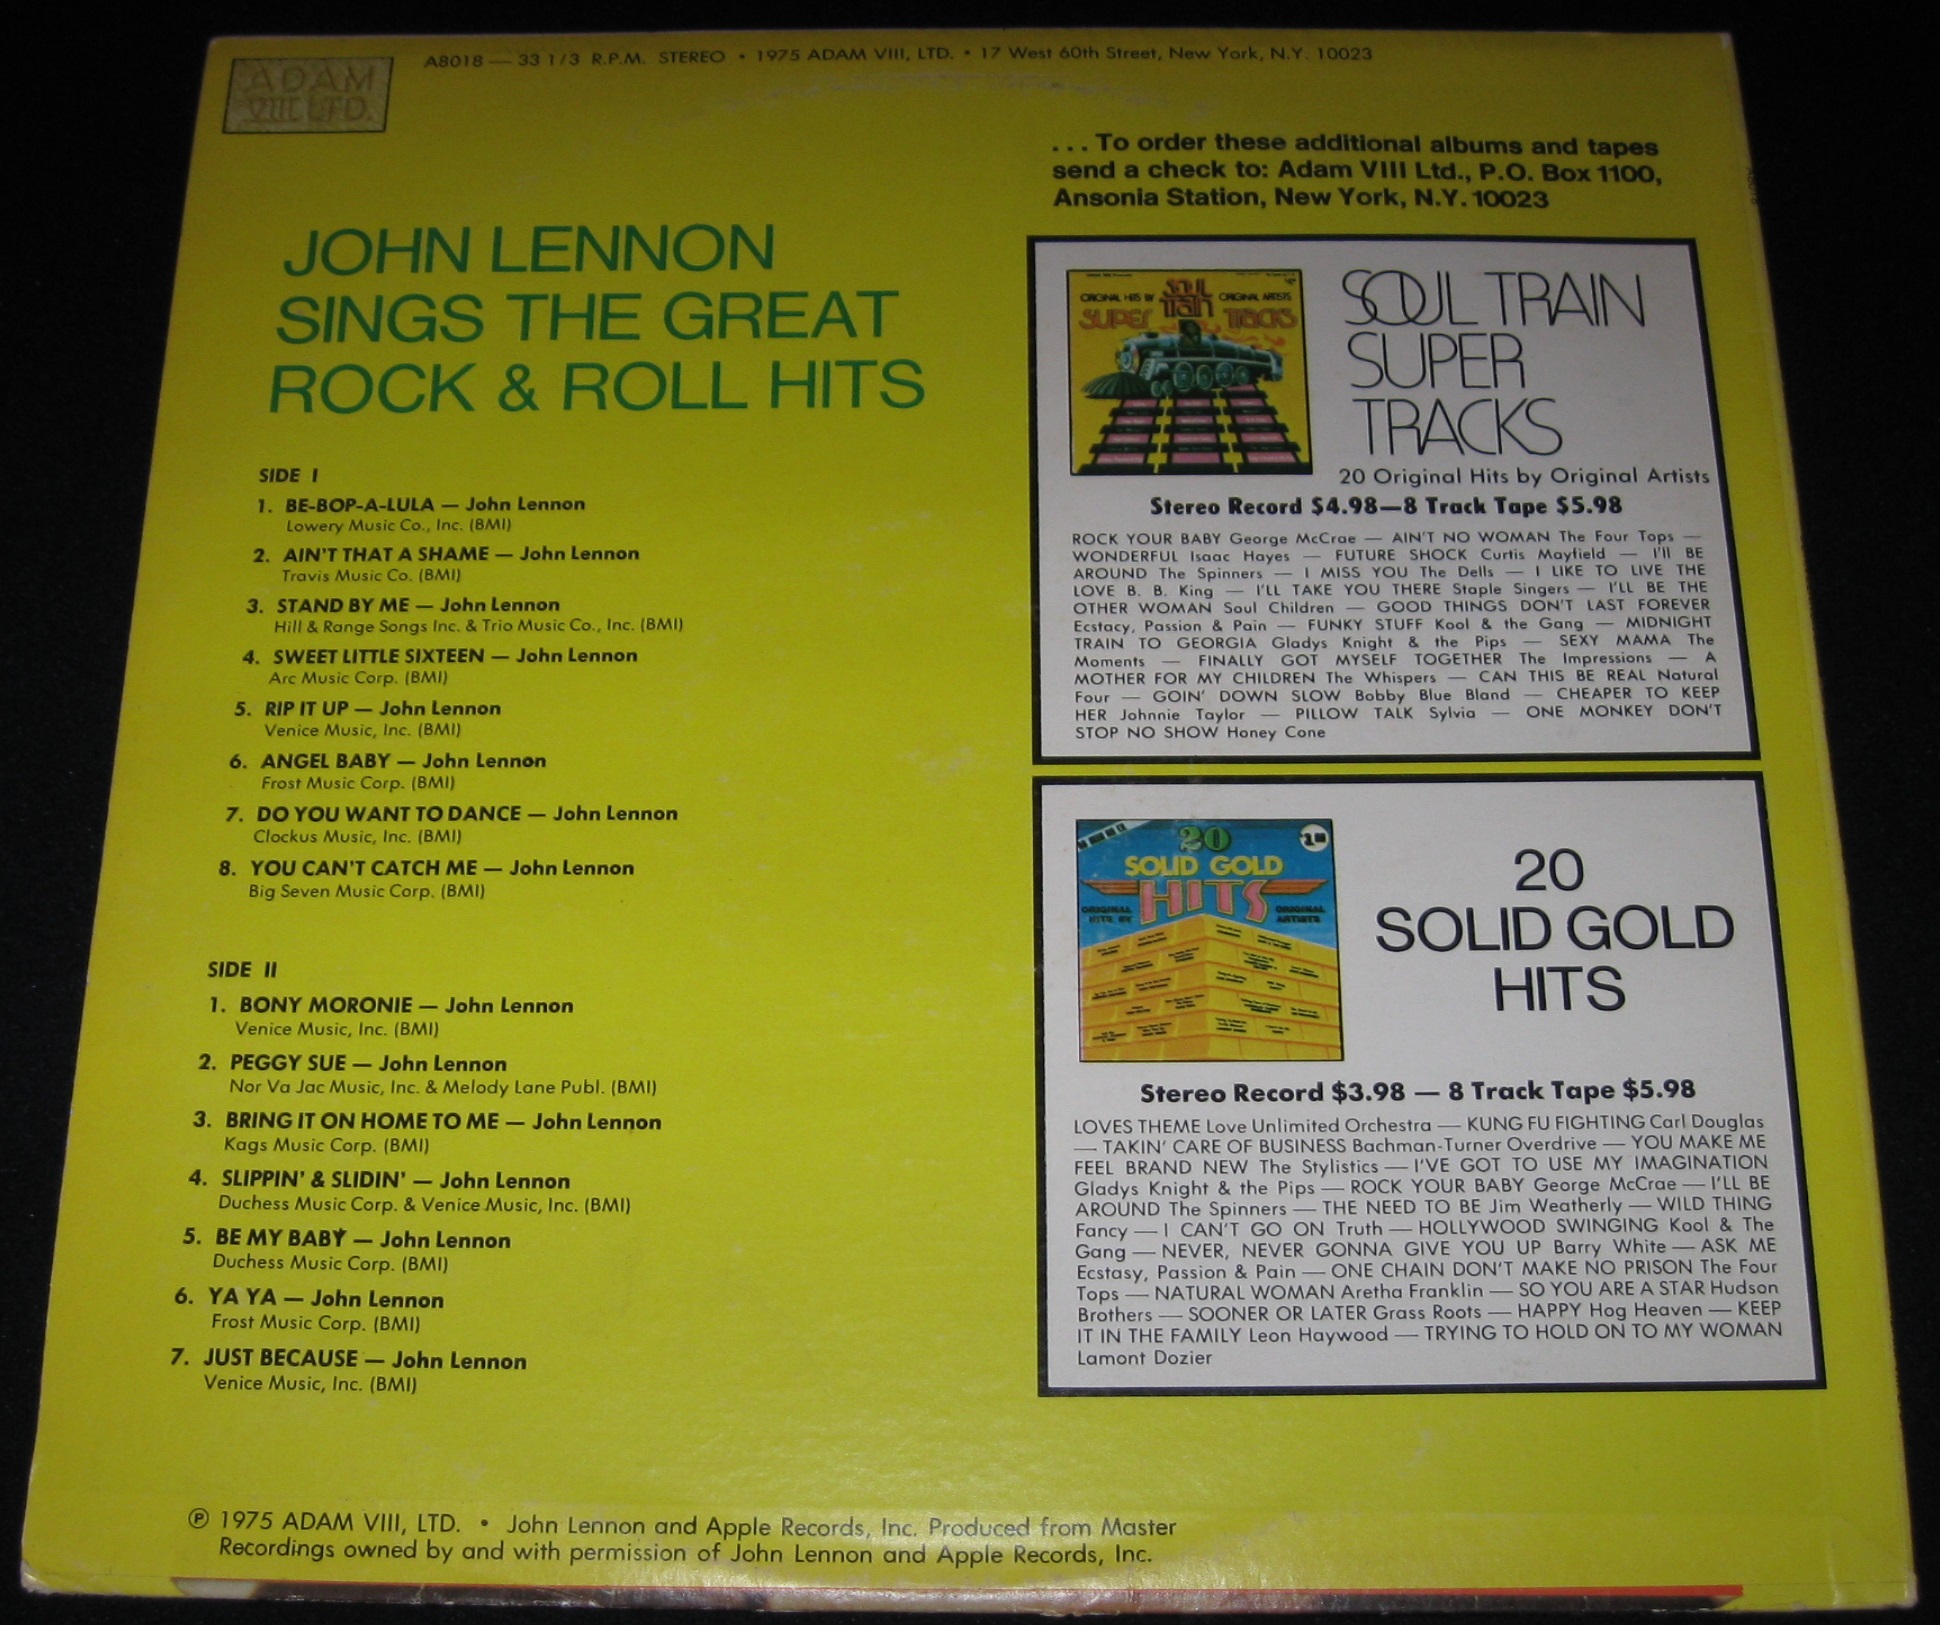 ADAM
VIII LTD.
A8018 — 33 1/3 R.P.M. STEREO • 1975 ADAM VIII, LTD. • 17 West 60th Street, New York, N.Y. 10023
JOHN LENNON
SINGS THE GREAT
ROCK & ROLL HITS
SIDE I
1. BE-BOP-A-LULA — John Lennon
Lowery Music Co., Inc. (BMI)
2. AIN'T THAT A SHAME — John Lennon
Travis Music Co. (BMI)
3. STAND BY ME — John Lennon
Hill & Range Songs Inc. & Trio Music Co., Inc. (BMI)
4. SWEET LITTLE SIXTEEN — John Lennon
Arc Music Corp. (BMI)
5. RIP IT UP — John Lennon
Venice Music, Inc. (BMI)
6. ANGEL BABY — John Lennon
Frost Music Corp. (BMI)
7. DO YOU WANT TO DANCE — John Lennon
Clockus Music, Inc. (BMI)
8. YOU CAN'T CATCH ME — John Lennon
Big Seven Music Corp. (BMI)
SIDE II
1. BONY MORONIE — John Lennon
Venice Music, Inc. (BMI)
2. PEGGY SUE — John Lennon
Nor Va Jac Music, Inc. & Melody Lane Publ. (BMI)
3. BRING IT ON HOME TO ME — John Lennon
Kags Music Corp. (BMI)
4. SLIPPIN' & SLIDIN' — John Lennon
Duchess Music Corp. & Venice Music, Inc. (BMI)
5. BE MY BABY — John Lennon
Duchess Music Corp. (BMI)
6. YA YA — John Lennon
Frost Music Corp. (BMI)
7. JUST BECAUSE — John Lennon
Venice Music, Inc. (BMI)
... To order these additional albums and tapes
send a check to: Adam VIII Ltd., P.O. Box 1100,
Ansonia Station, New York, N.Y. 10023
ORIGINAL HITS BY SOUL TRAIN ORIGINAL ARTISTS
SUPER TRACKS
SOUL TRAIN
SUPER
TRACKS
20 Original Hits by Original Artists
Stereo Record $4.98—8 Track Tape $5.98
ROCK YOUR BABY George McCrae — AIN'T NO WOMAN The Four Tops —
WONDERFUL Isaac Hayes — FUTURE SHOCK Curtis Mayfield — I'll BE
AROUND The Spinners — I MISS YOU The Dells — I LIKE TO LIVE THE
LOVE B. B. King — I'LL TAKE YOU THERE Staple Singers — I'LL BE THE
OTHER WOMAN Soul Children — GOOD THINGS DON'T LAST FOREVER
Ecstacy, Passion & Pain — FUNKY STUFF Kool & the Gang — MIDNIGHT
TRAIN TO GEORGIA Gladys Knight & the Pips — SEXY MAMA The
Moments — FINALLY GOT MYSELF TOGETHER The Impressions — A
MOTHER FOR MY CHILDREN The Whispers — CAN THIS BE REAL Natural
Four — GOIN' DOWN SLOW Bobby Blue Bland — CHEAPER TO KEEP
HER Johnnie Taylor — PILLOW TALK Sylvia — ONE MONKEY DON'T
STOP NO SHOW Honey Cone
20
SOLID GOLD
HITS
ORIGINAL HITS BY ORIGINAL ARTISTS
20
SOLID GOLD
HITS
Stereo Record $3.98 — 8 Track Tape $5.98
LOVES THEME Love Unlimited Orchestra — KUNG FU FIGHTING Carl Douglas
— TAKIN' CARE OF BUSINESS Bachman-Turner Overdrive — YOU MAKE ME
FEEL BRAND NEW The Stylistics — I'VE GOT TO USE MY IMAGINATION
Gladys Knight & the Pips — ROCK YOUR BABY George McCrae — I'LL BE
AROUND The Spinners — THE NEED TO BE Jim Weatherly — WILD THING
Fancy — I CAN'T GO ON Truth — HOLLYWOOD SWINGING Kool & The
Gang — NEVER, NEVER GONNA GIVE YOU UP Barry White — ASK ME
Ecstasy, Passion & Pain — ONE CHAIN DON'T MAKE NO PRISON The Four
Tops — NATURAL WOMAN Aretha Franklin — SO YOU ARE A STAR Hudson
Brothers — SOONER OR LATER Grass Roots — HAPPY Hog Heaven — KEEP
IT IN THE FAMILY Leon Haywood — TRYING TO HOLD ON TO MY WOMAN
Lamont Dozier
℗ 1975 ADAM VIII, LTD. • John Lennon and Apple Records, Inc. Produced from Master
Recordings owned by and with permission of John Lennon and Apple Records, Inc.